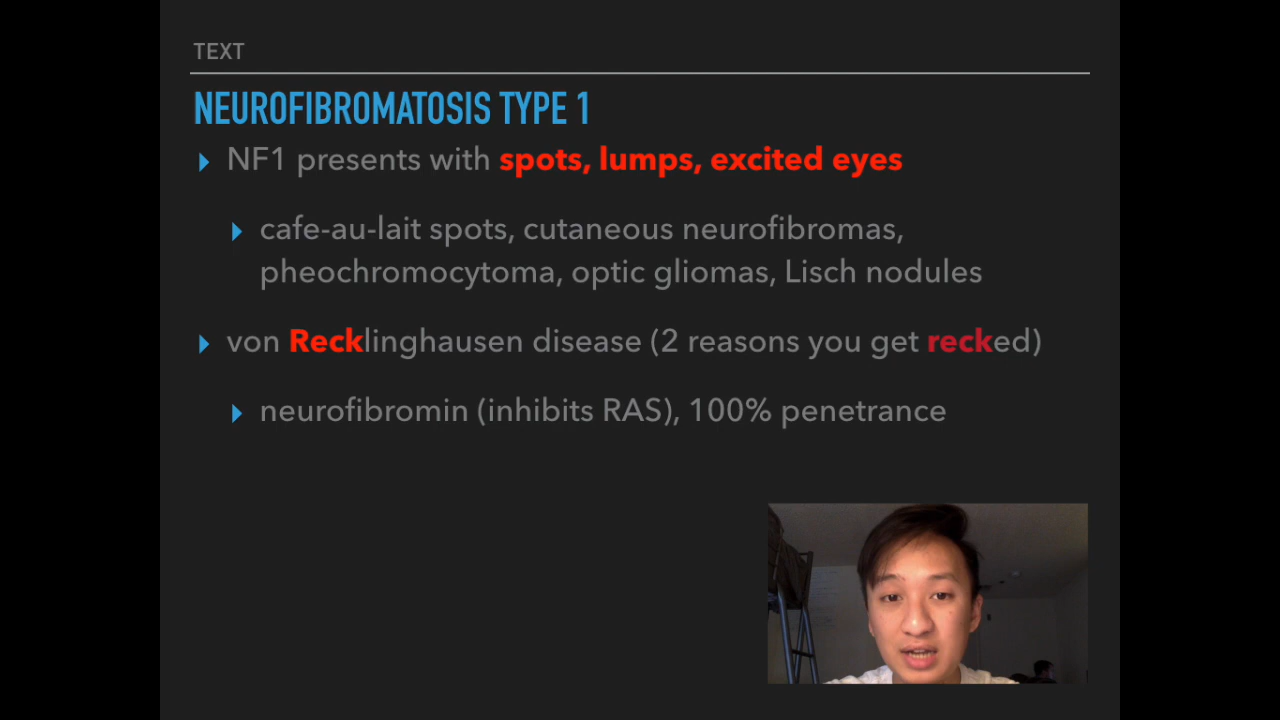 TEXT
NEUROFIBROMATOSIS TYPE 1
NF1 presents with spots, lumps, excited eyes
cafe-au-lait spots, cutaneous neurofibromas,
pheochromocytoma, optic gliomas, Lisch nodules
von Recklinghausen disease (2 reasons you get recked)
neurofibromin (inhibits RAS), 100% penetrance